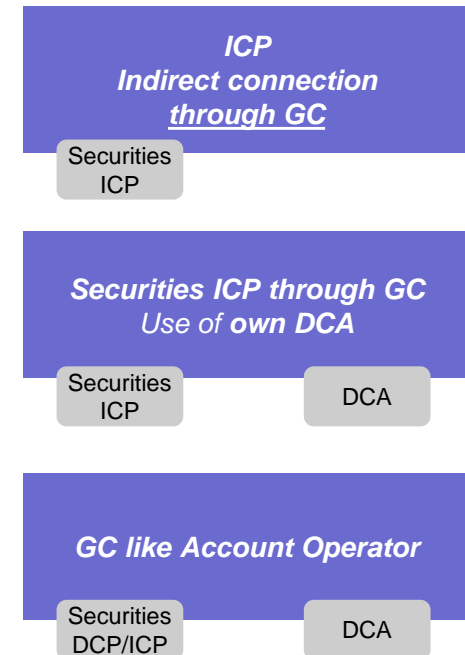 ICP
Indirect connection
through GC
Securities
ICP
Securities ICP through GC
Use of own DCA
Securities
ICP
DCA
GC like Account Operator
Securities
DCP/ICP
DCA